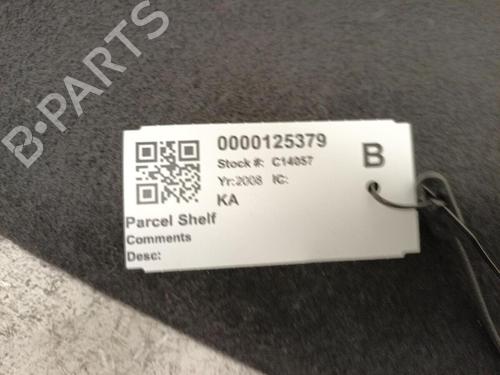 B-PARTS
0000125379
Stock #: C14057
B
Yr:2008 IC:
KA
Parcel Shelf
Comments
Desc: